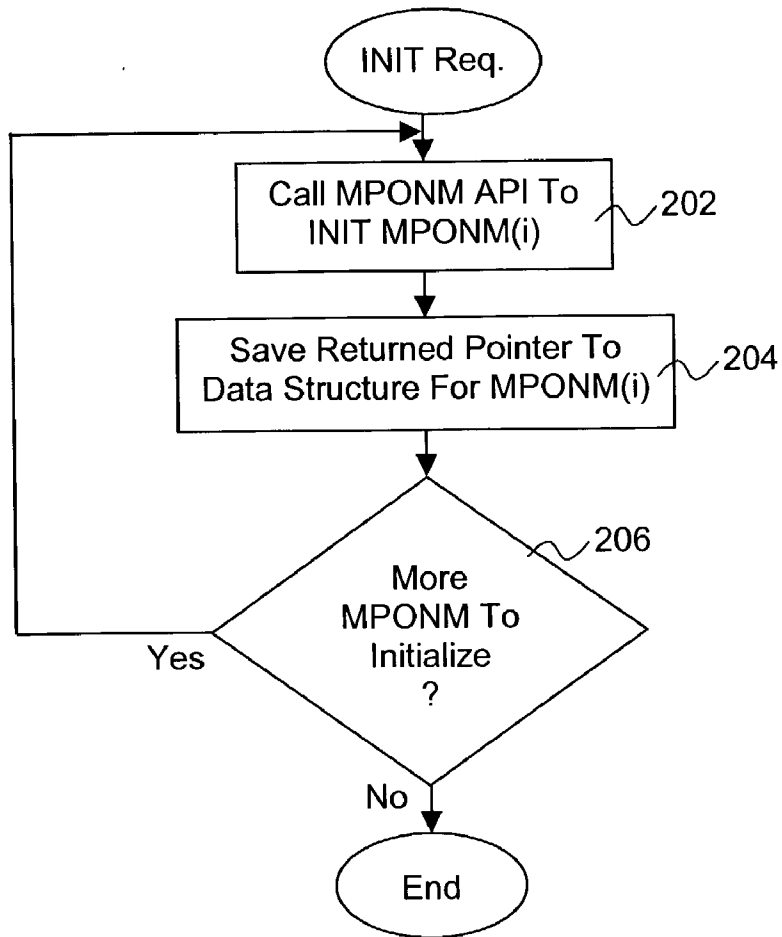 INIT Req.
Call MPONM API To
INIT MPONM(i)
202
Save Returned Pointer To
Data Structure For MPONM(i)
204
206
More
MPONM To
Initialize
?
Yes
No
End